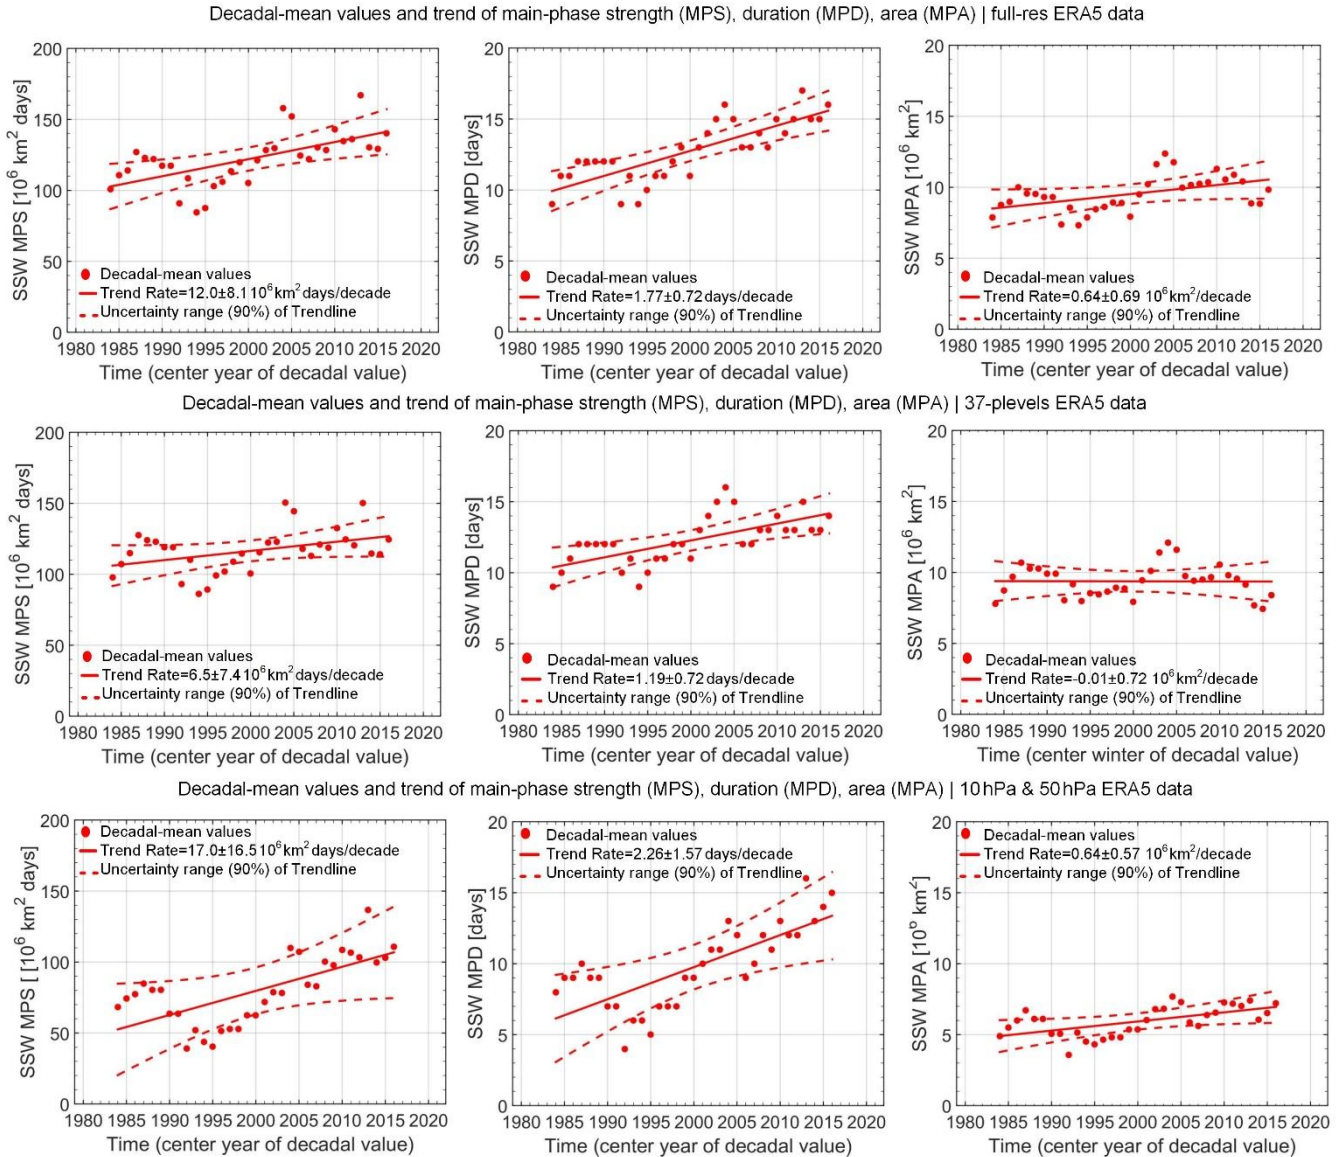 Decadal-mean values and trend of main-phase strength (MPS), duration (MPD), area (MPA) | full-res ERA5 data
SSW MPS [10⁶ km² days]
200
150
100
50
0
Decadal-mean values
Trend Rate=12.0±8.1 10⁶ km² days/decade
Uncertainty range (90%) of Trendline
1980 1985 1990 1995 2000 2005 2010 2015 2020
Time (center year of decadal value)
SSW MPD [days]
20
15
10
5
0
Decadal-mean values
Trend Rate=1.77±0.72 days/decade
Uncertainty range (90%) of Trendline
1980 1985 1990 1995 2000 2005 2010 2015 2020
Time (center year of decadal value)
SSW MPA [10⁶ km²]
20
15
10
5
0
Decadal-mean values
Trend Rate=0.64±0.69 10⁶ km²/decade
Uncertainty range (90%) of Trendline
1980 1985 1990 1995 2000 2005 2010 2015 2020
Time (center year of decadal value)
Decadal-mean values and trend of main-phase strength (MPS), duration (MPD), area (MPA) | 37-plevels ERA5 data
SSW MPS [10⁶ km² days]
200
150
100
50
0
Decadal-mean values
Trend Rate=6.5±7.4 10⁶ km² days/decade
Uncertainty range (90%) of Trendline
1980 1985 1990 1995 2000 2005 2010 2015 2020
Time (center year of decadal value)
SSW MPD [days]
20
15
10
5
0
Decadal-mean values
Trend Rate=1.19±0.72 days/decade
Uncertainty range (90%) of Trendline
1980 1985 1990 1995 2000 2005 2010 2015 2020
Time (center year of decadal value)
SSW MPA [10⁶ km²]
20
15
10
5
0
Decadal-mean values
Trend Rate=-0.01±0.72 10⁶ km²/decade
Uncertainty range (90%) of Trendline
1980 1985 1990 1995 2000 2005 2010 2015 2020
Time (center winter of decadal value)
Decadal-mean values and trend of main-phase strength (MPS), duration (MPD), area (MPA) | 10 hPa & 50 hPa ERA5 data
SSW MPS [ [10⁶ km² days]
200
150
100
50
0
Decadal-mean values
Trend Rate=17.0±16.5 10⁶ km² days/decade
Uncertainty range (90%) of Trendline
1980 1985 1990 1995 2000 2005 2010 2015 2020
Time (center year of decadal value)
SSW MPD [days]
20
15
10
5
0
Decadal-mean values
Trend Rate=2.26±1.57 days/decade
Uncertainty range (90%) of Trendline
1980 1985 1990 1995 2000 2005 2010 2015 2020
Time (center year of decadal value)
SSW MPA [10⁶ km²]
20
15
10
5
0
Decadal-mean values
Trend Rate=0.64±0.57 10⁶ km²/decade
Uncertainty range (90%) of Trendline
1980 1985 1990 1995 2000 2005 2010 2015 2020
Time (center year of decadal value)